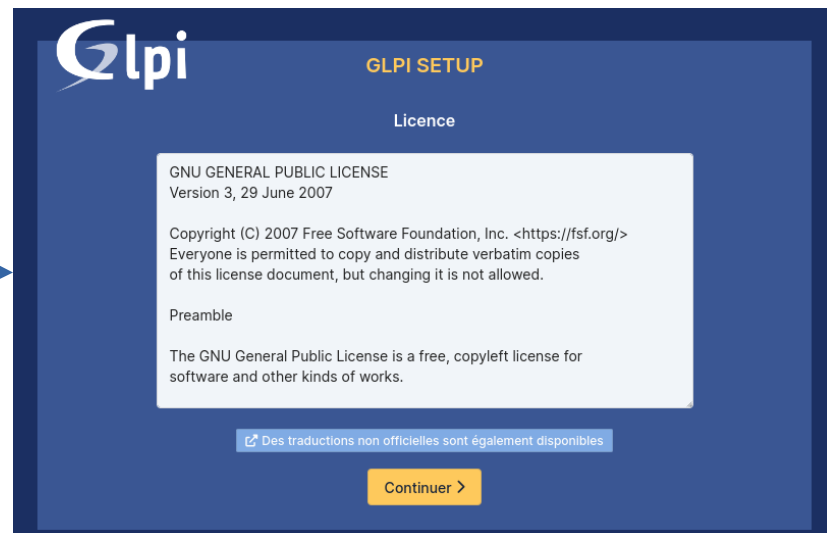 Glpi
GLPI SETUP
Licence
GNU GENERAL PUBLIC LICENSE
Version 3, 29 June 2007
Copyright (C) 2007 Free Software Foundation, Inc. <https://fsf.org/>
Everyone is permitted to copy and distribute verbatim copies
of this license document, but changing it is not allowed.
Preamble
The GNU General Public License is a free, copyleft license for
software and other kinds of works.
Des traductions non officielles sont également disponibles
Continuer